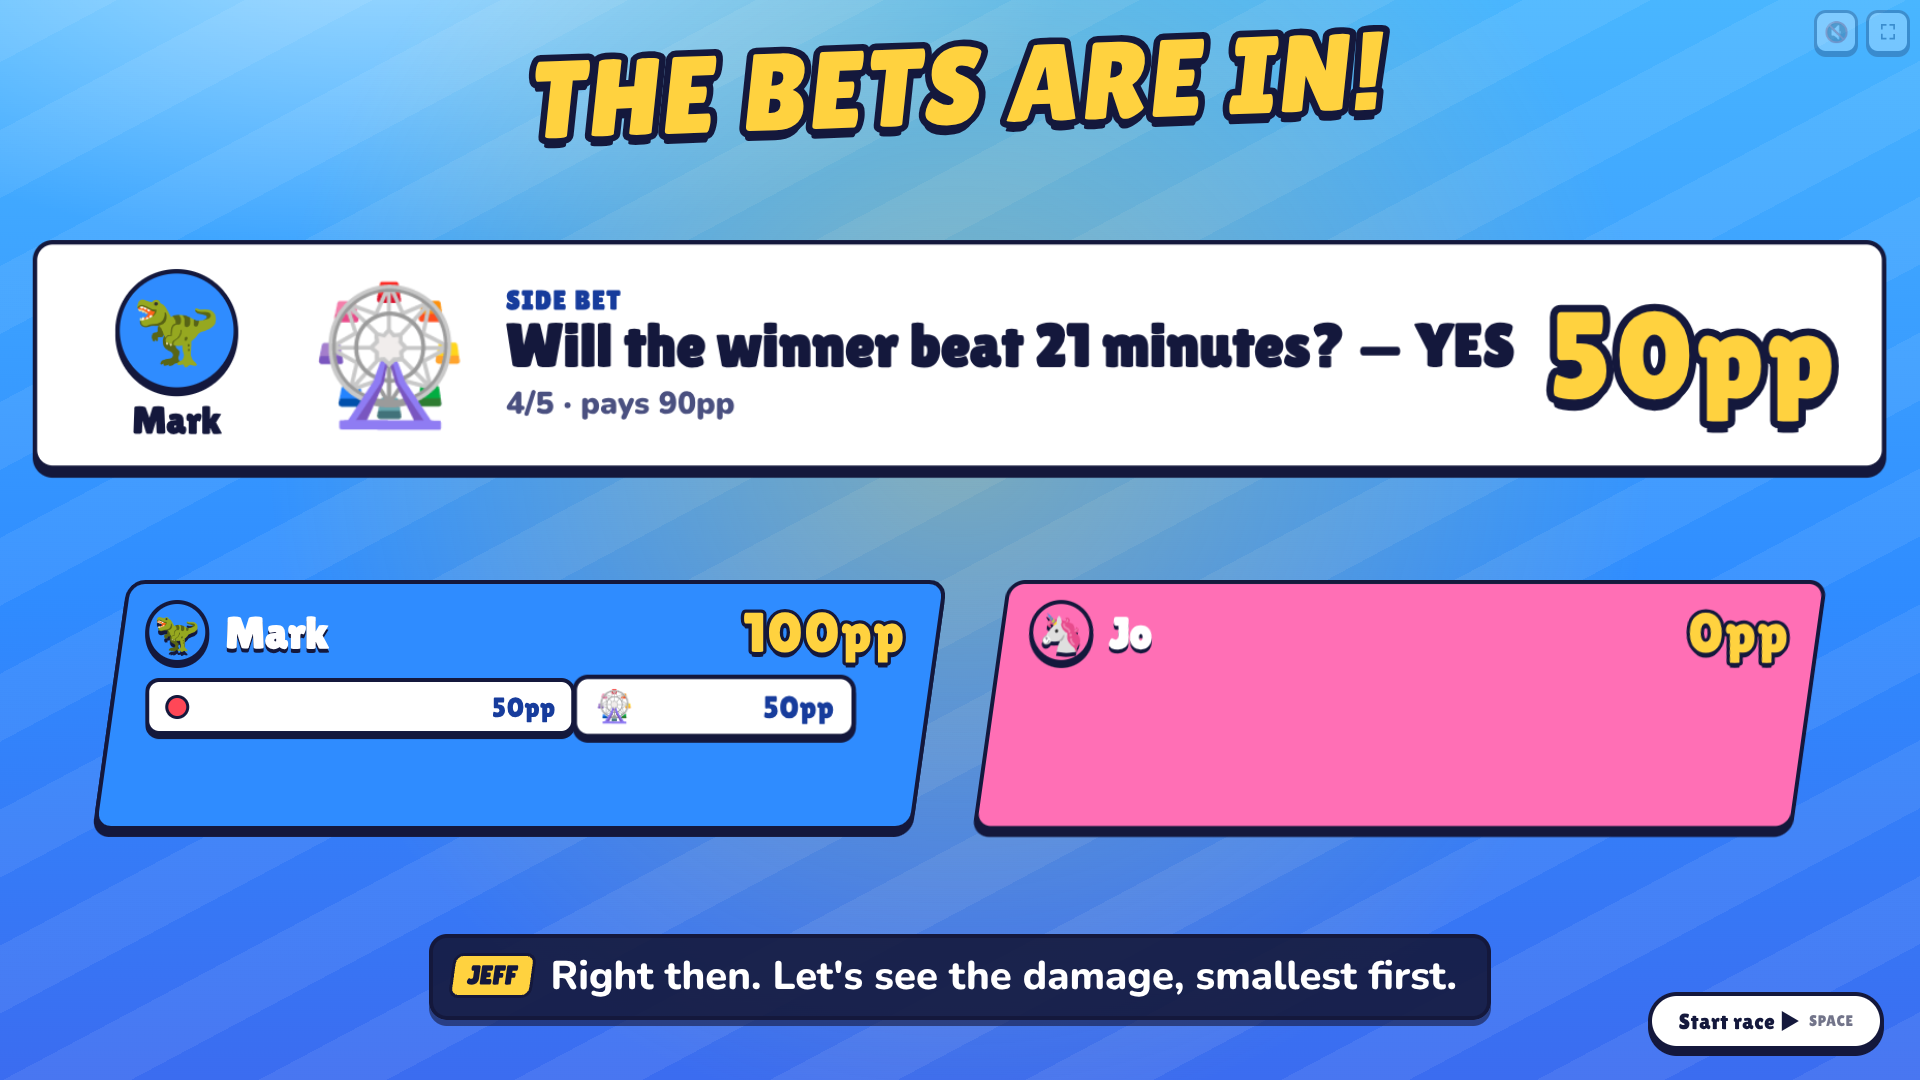 THE BETS ARE IN!
SIDE BET
Will the winner beat 21 minutes? — YES
50pp
4/5 · pays 90pp
Mark
Mark
100pp
50pp
50pp
Jo
0pp
JEFF Right then. Let's see the damage, smallest first.
Start race ▶ SPACE